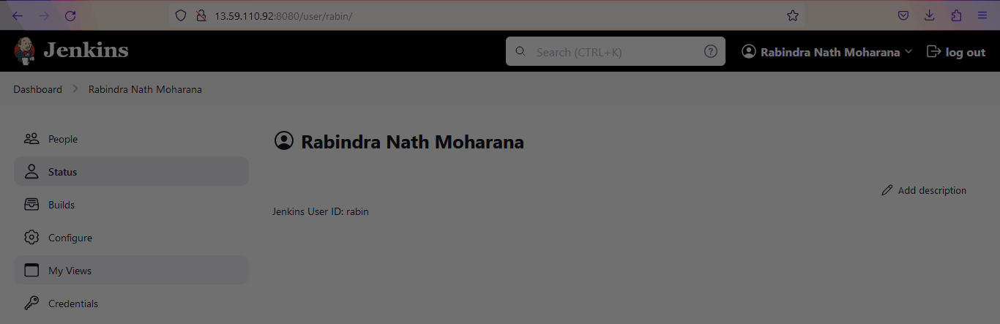 13.59.110.92:8080/user/rabin/
Jenkins
Search (CTRL+K)
Rabindra Nath Moharana
log out
Dashboard
Rabindra Nath Moharana
People
Status
Builds
Configure
My Views
Credentials
Rabindra Nath Moharana
Add description
Jenkins User ID: rabin